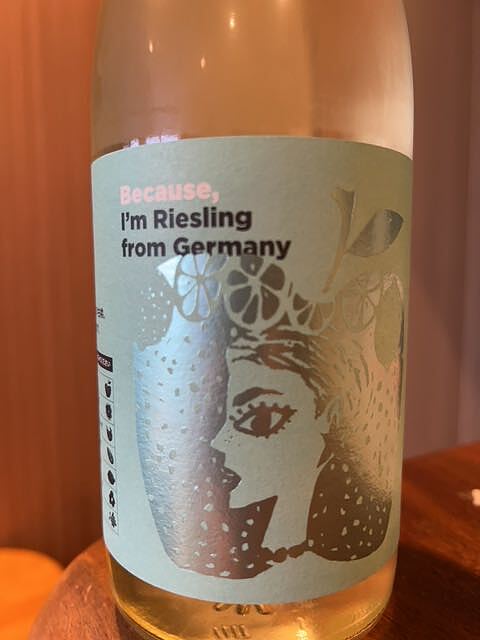 Because,
I'm Riesling
from Germany